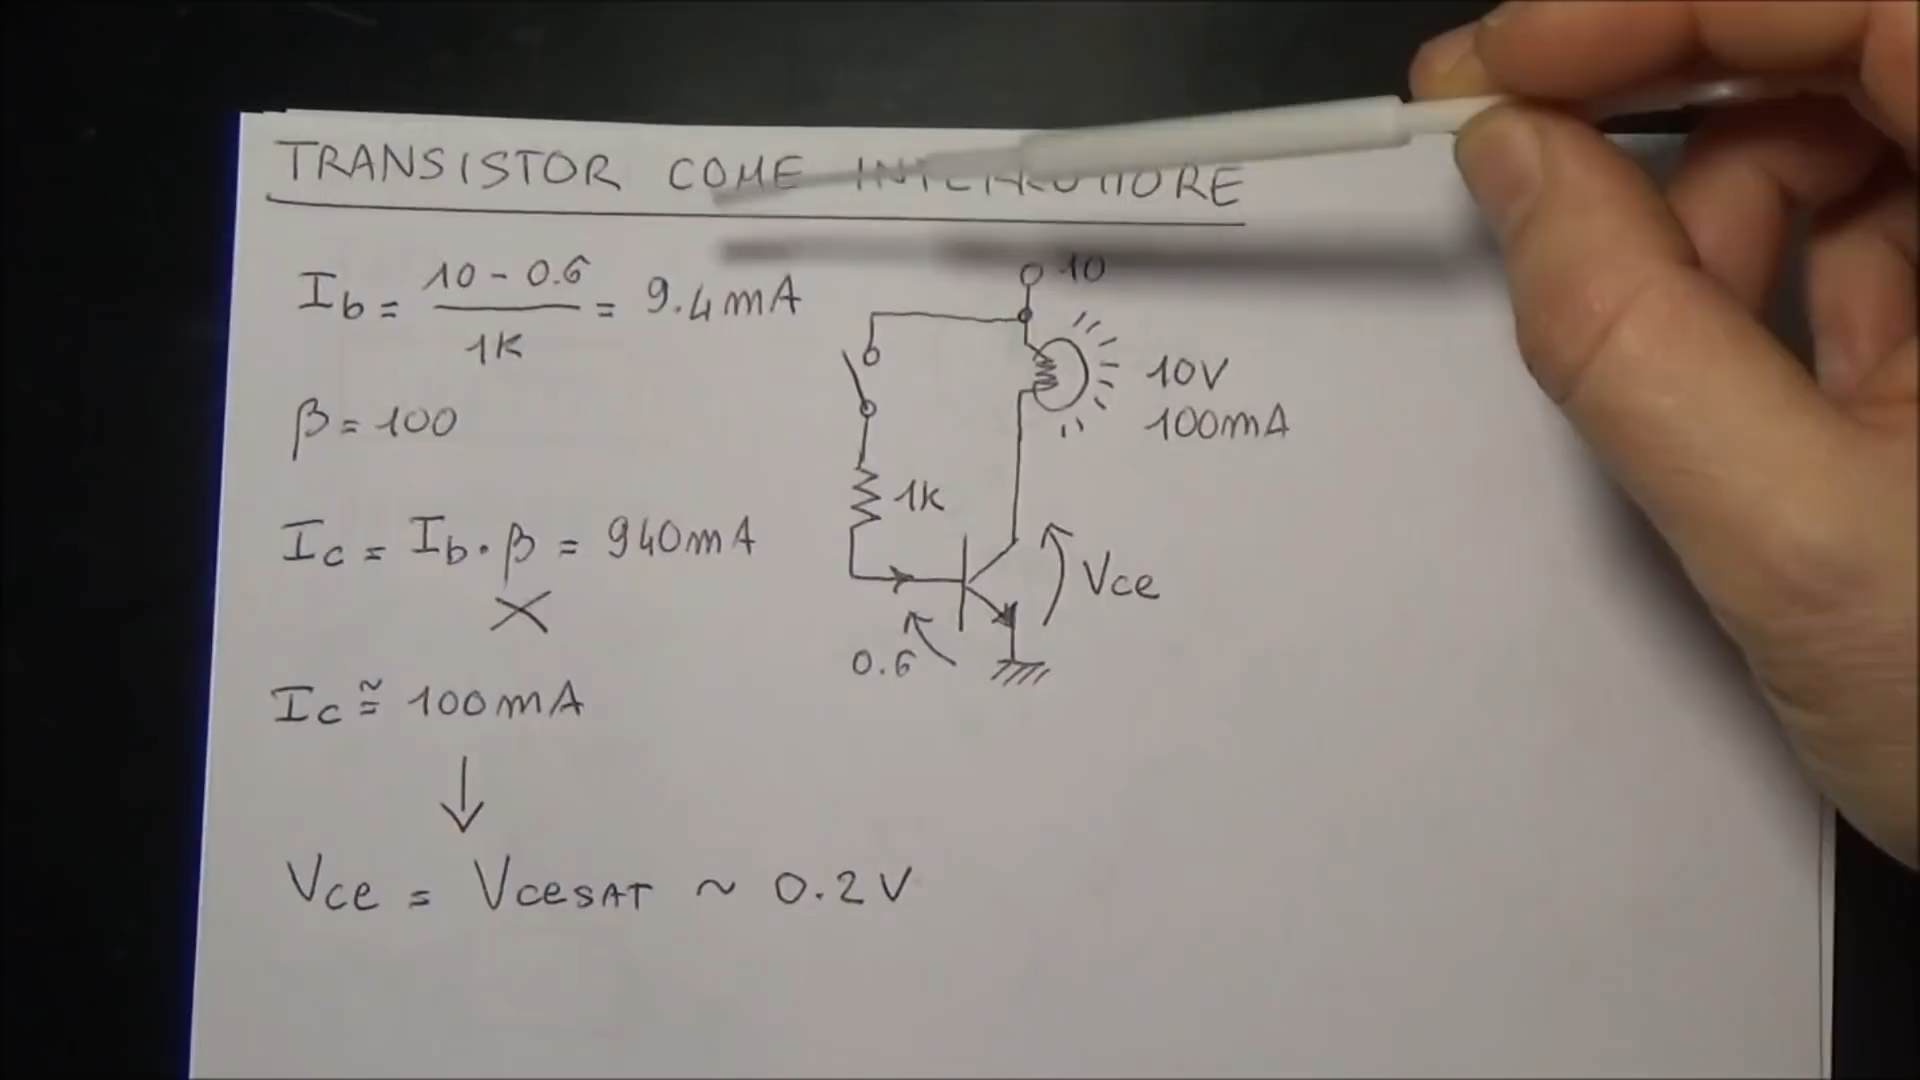 TRANSISTOR COME INTERRUTTORE
Ib = 10 - 0.6 / 1K = 9.4mA
β = 100
Ic = Ib · β = 940mA
X
Ic ≅ 100mA
↓
Vce = VceSAT ~ 0.2V
10
10V
100mA
1K
Vce
0.6